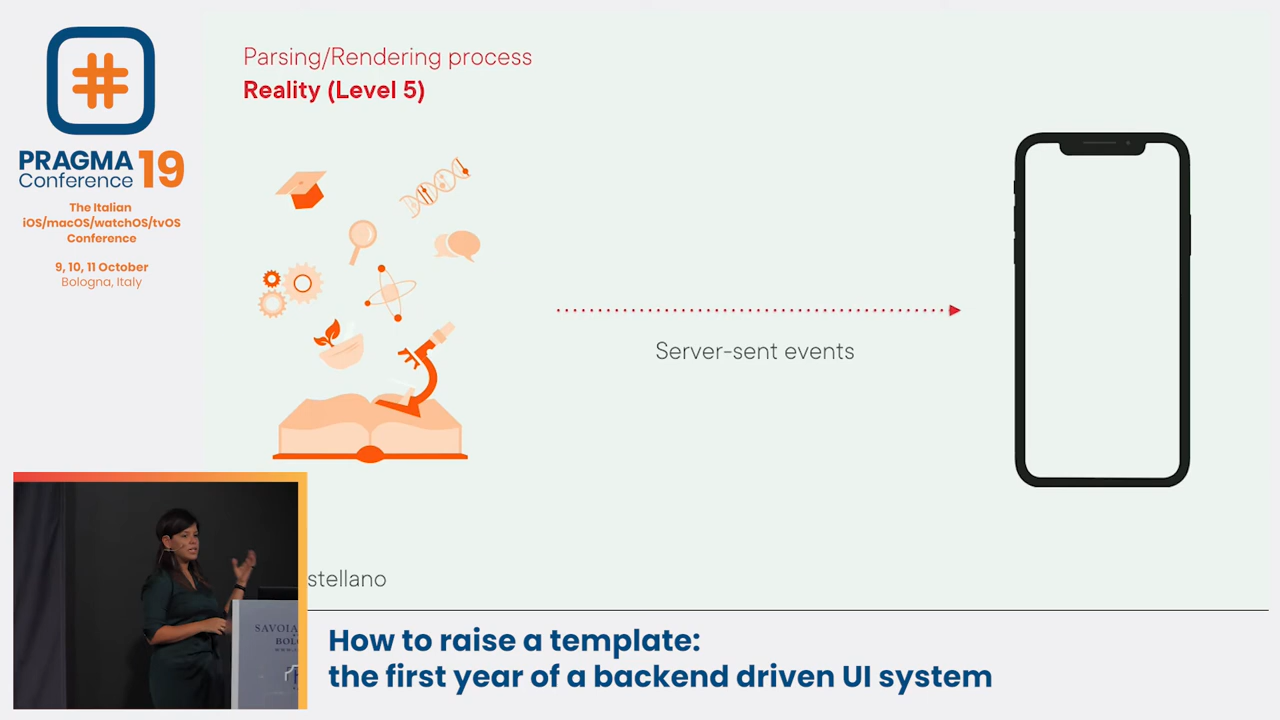 #
PRAGMA 19
Conference
The Italian
iOS/macOS/watchOS/tvOS
Conference
9, 10, 11 October
Bologna, Italy
Parsing/Rendering process
Reality (Level 5)
Server-sent events
stellano
SAVOIA
How to raise a template:
the first year of a backend driven UI system